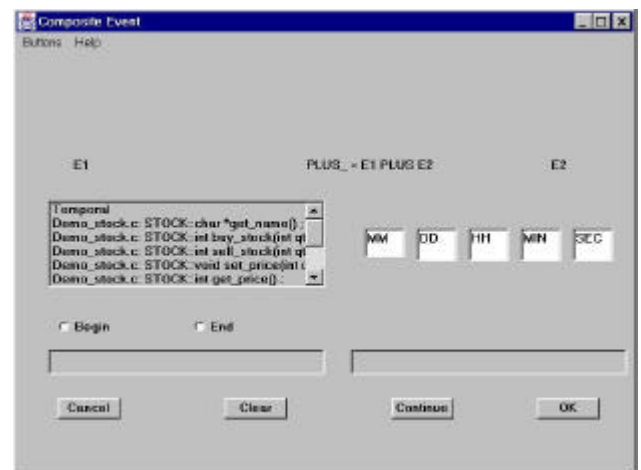 Composite Event
Buttons Help
E1 PLUS_ = E1 PLUS E2 E2
Temporal
Demo_stock.c: STOCK::char *get_name() ;
Demo_stock.c: STOCK::int buy_stock(int qt
Demo_stock.c: STOCK::int sell_stock(int qt
Demo_stock.c: STOCK::void set_price(int
Demo_stock.c: STOCK::int get_price() ;
MM DD HH MIN SEC
Begin End
Cancel Clear Continue OK